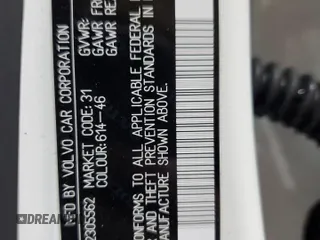 FD BY VOLVO CAR CORPORATION
GVWR:
GAWR FR
GAWR RE
2305562 MARKET CODE:31
COLOUR:614-46
CONFORMS TO ALL APPLICABLE FEDERAL
AND THEFT PREVENTION STANDARDS IN
MANUFACTURE SHOWN ABOVE.